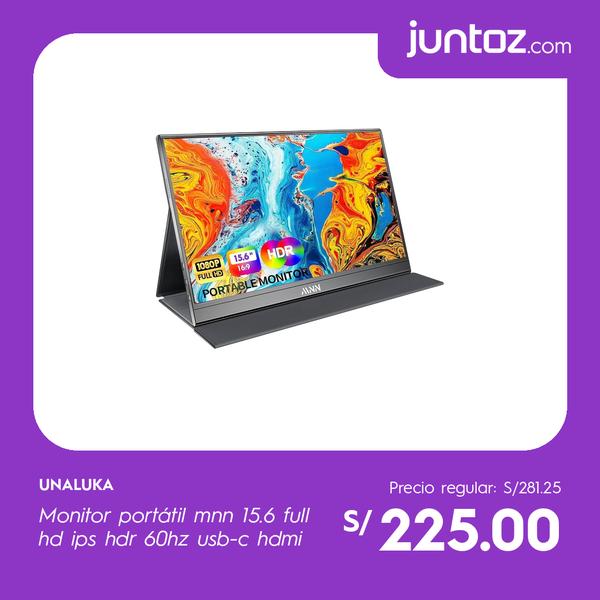 juntoz.com
1080P
FULL HD
15.6"
16:9
HDR
PORTABLE MONITOR
MNN
UNALUKA
Monitor portátil mnn 15.6 full
hd ips hdr 60hz usb-c hdmi
Precio regular: S/281.25
S/ 225.00